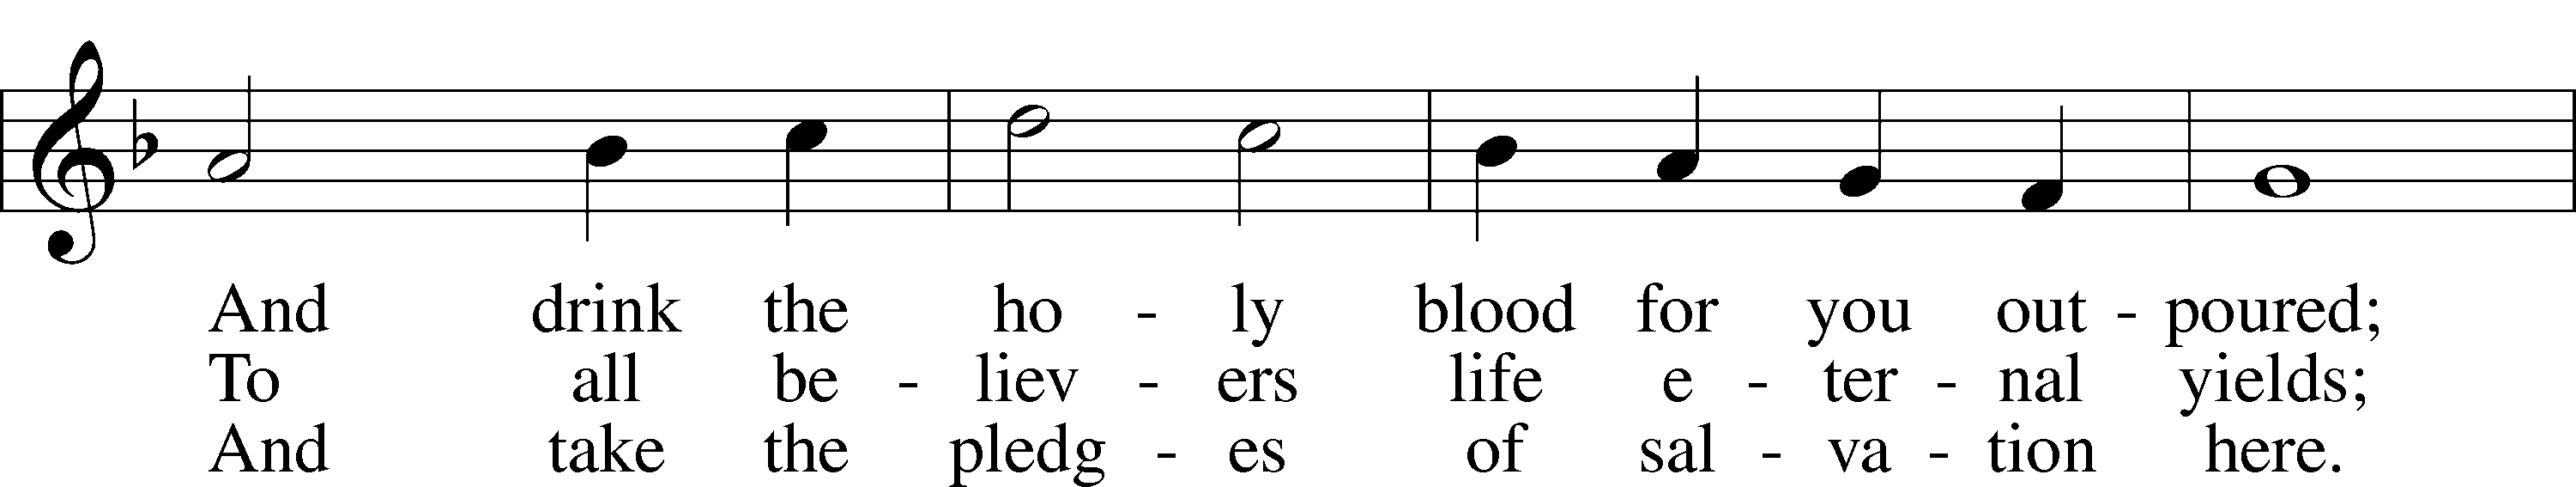 And drink the ho - ly blood for you out - poured;
To all be - liev - ers life e - ter - nal yields;
And take the pledg - es of sal - va - tion here.